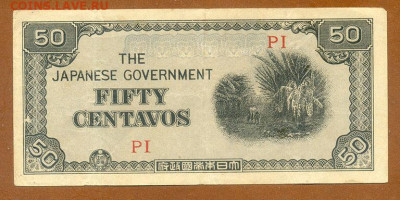 COINS.LAVE.RU
50
PI
50
THE
JAPANESE GOVERNMENT
FIFTY
CENTAVOS
PI
50
50
府政國帝本日大